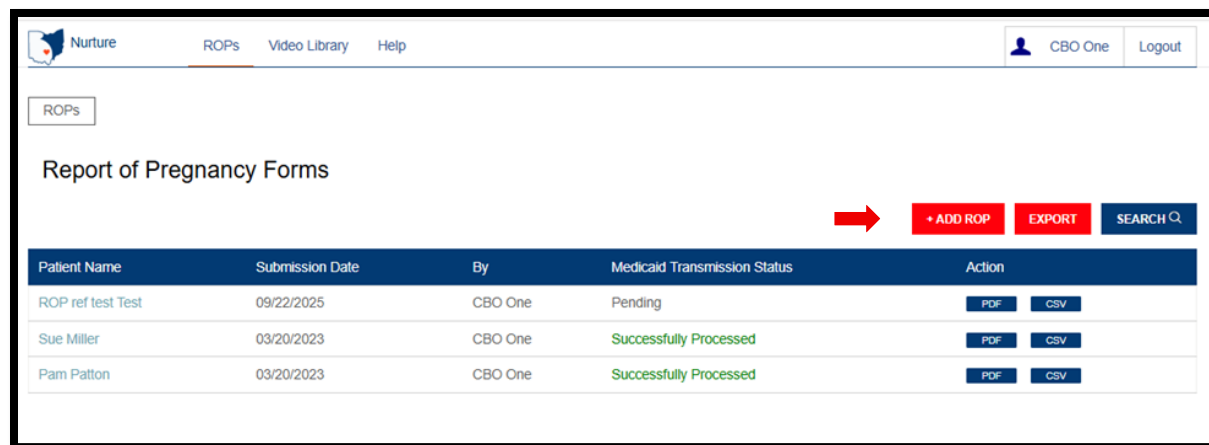 Nurture ROPs Video Library Help CBO One Logout
ROPs
Report of Pregnancy Forms
+ ADD ROP EXPORT SEARCH
Patient Name Submission Date By Medicaid Transmission Status Action
ROP ref test Test 09/22/2025 CBO One Pending PDF CSV
Sue Miller 03/20/2023 CBO One Successfully Processed PDF CSV
Pam Patton 03/20/2023 CBO One Successfully Processed PDF CSV